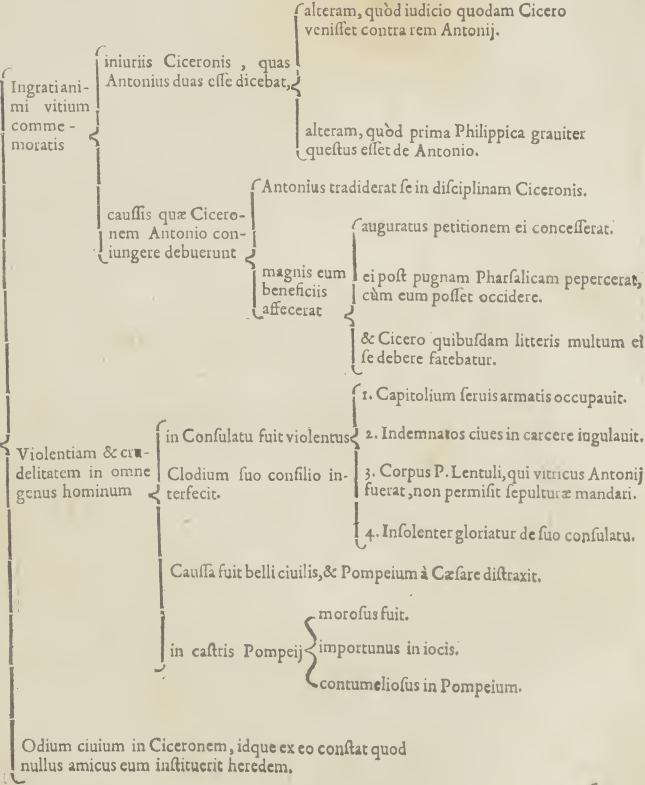 alteram, quòd iudicio quodam Cicero
veniſſet contra rem Antonij.
iniuriis Ciceronis , quas
Antonius duas eſſe dicebat,
Ingrati ani-
mi vitium
comme -
moratis
alteram, quòd prima Philippica grauiter
queſtus eſſet de Antonio.
Antonius tradiderat ſe in diſciplinam Ciceronis.
cauſſis quæ Cicero-
nem Antonio con-
iungere debuerunt
auguratus petitionem ei conceſſerat.
magnis eum
beneficiis
affecerat
ei poſt pugnam Pharſalicam pepercerat,
cùm eum poſſet occidere.
& Cicero quibuſdam litteris multum ei
ſe debere fatebatur.
1. Capitolium ſeruis armatis occupauit.
in Conſulatu fuit violentus
2. Indemnatos ciues in carcere iugulauit.
Violentiam & cru-
delitatem in omne
genus hominum
Clodium ſuo conſilio in-
terfecit.
3. Corpus P. Lentuli, qui vitricus Antonij
fuerat, non permiſit ſepulturæ mandari.
4. Inſolenter gloriatur de ſuo conſulatu.
Cauſſa fuit belli ciuilis, & Pompeium à Cæſare diſtraxit.
moroſus fuit.
in caſtris Pompeij
importunus in iocis.
contumelioſus in Pompeium.
Odium ciuium in Ciceronem, idque ex eo conſtat quod
nullus amicus eum inſtituerit heredem.